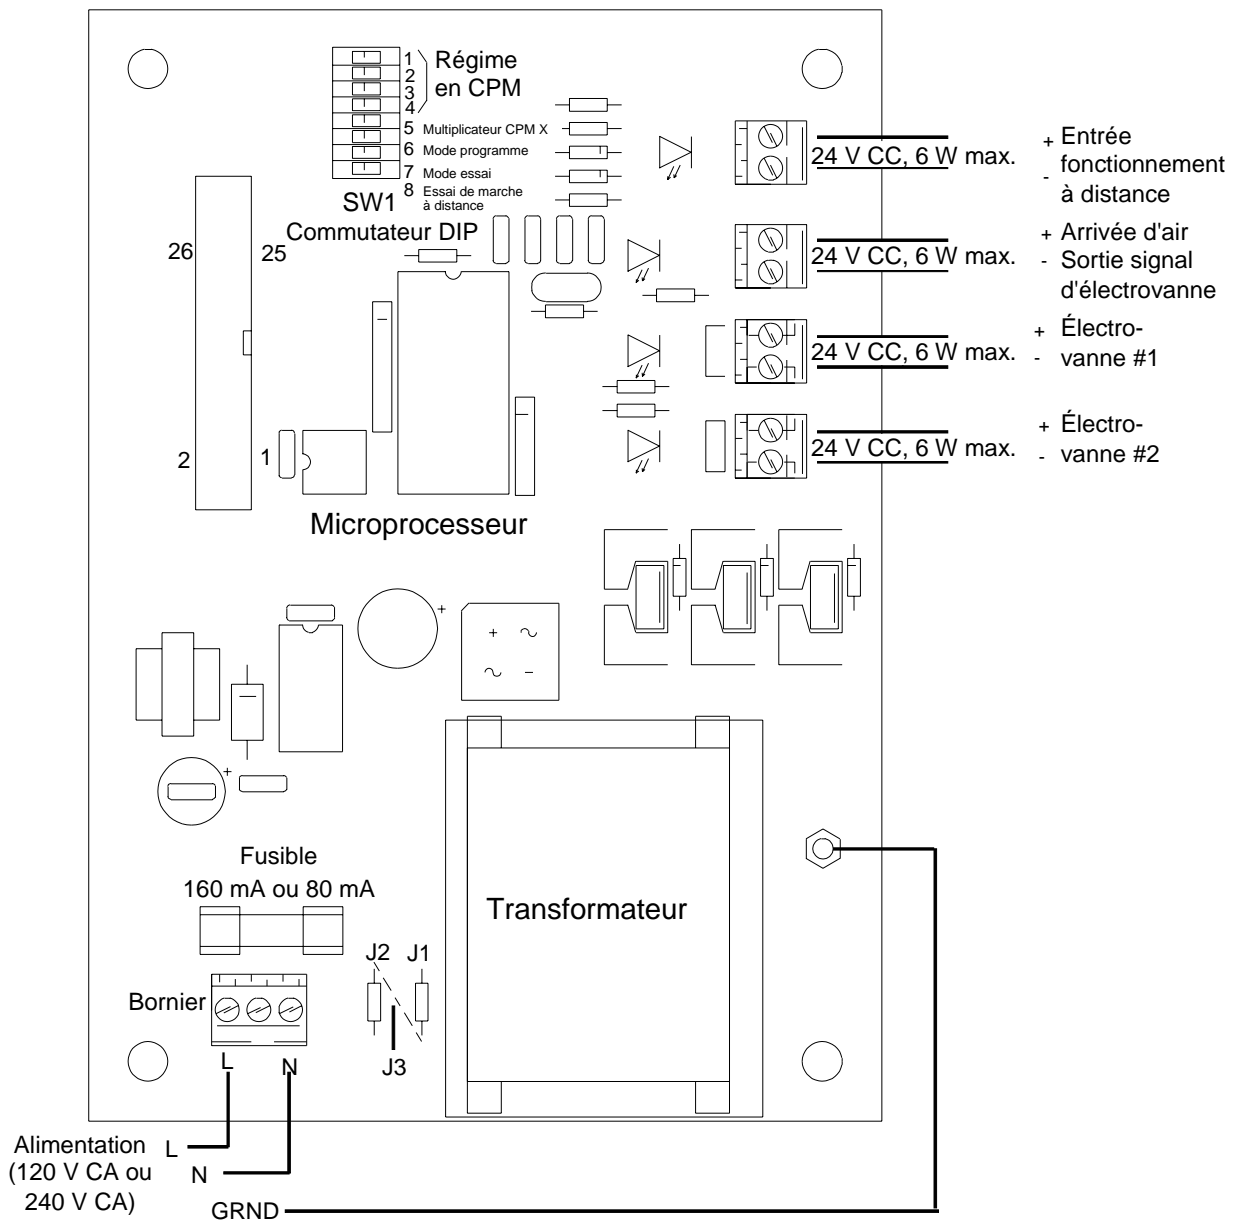 1
2
3
4
Régime
en CPM
5 Multiplicateur CPM X
6 Mode programme
7 Mode essai
8 Essai de marche
à distance
SW1
Commutateur DIP
26
25
2
1
Microprocesseur
24 V CC, 6 W max.
+ Entrée
fonctionnement
- à distance
24 V CC, 6 W max.
+ Arrivée d'air
- Sortie signal
d'électrovanne
24 V CC, 6 W max.
+ Électro-
- vanne #1
24 V CC, 6 W max.
+ Électro-
- vanne #2
+
+ ~
~ -
+
Fusible
160 mA ou 80 mA
Transformateur
J2 J1
Bornier
J3
L N
Alimentation
(120 V CA ou
240 V CA)
L
N
GRND